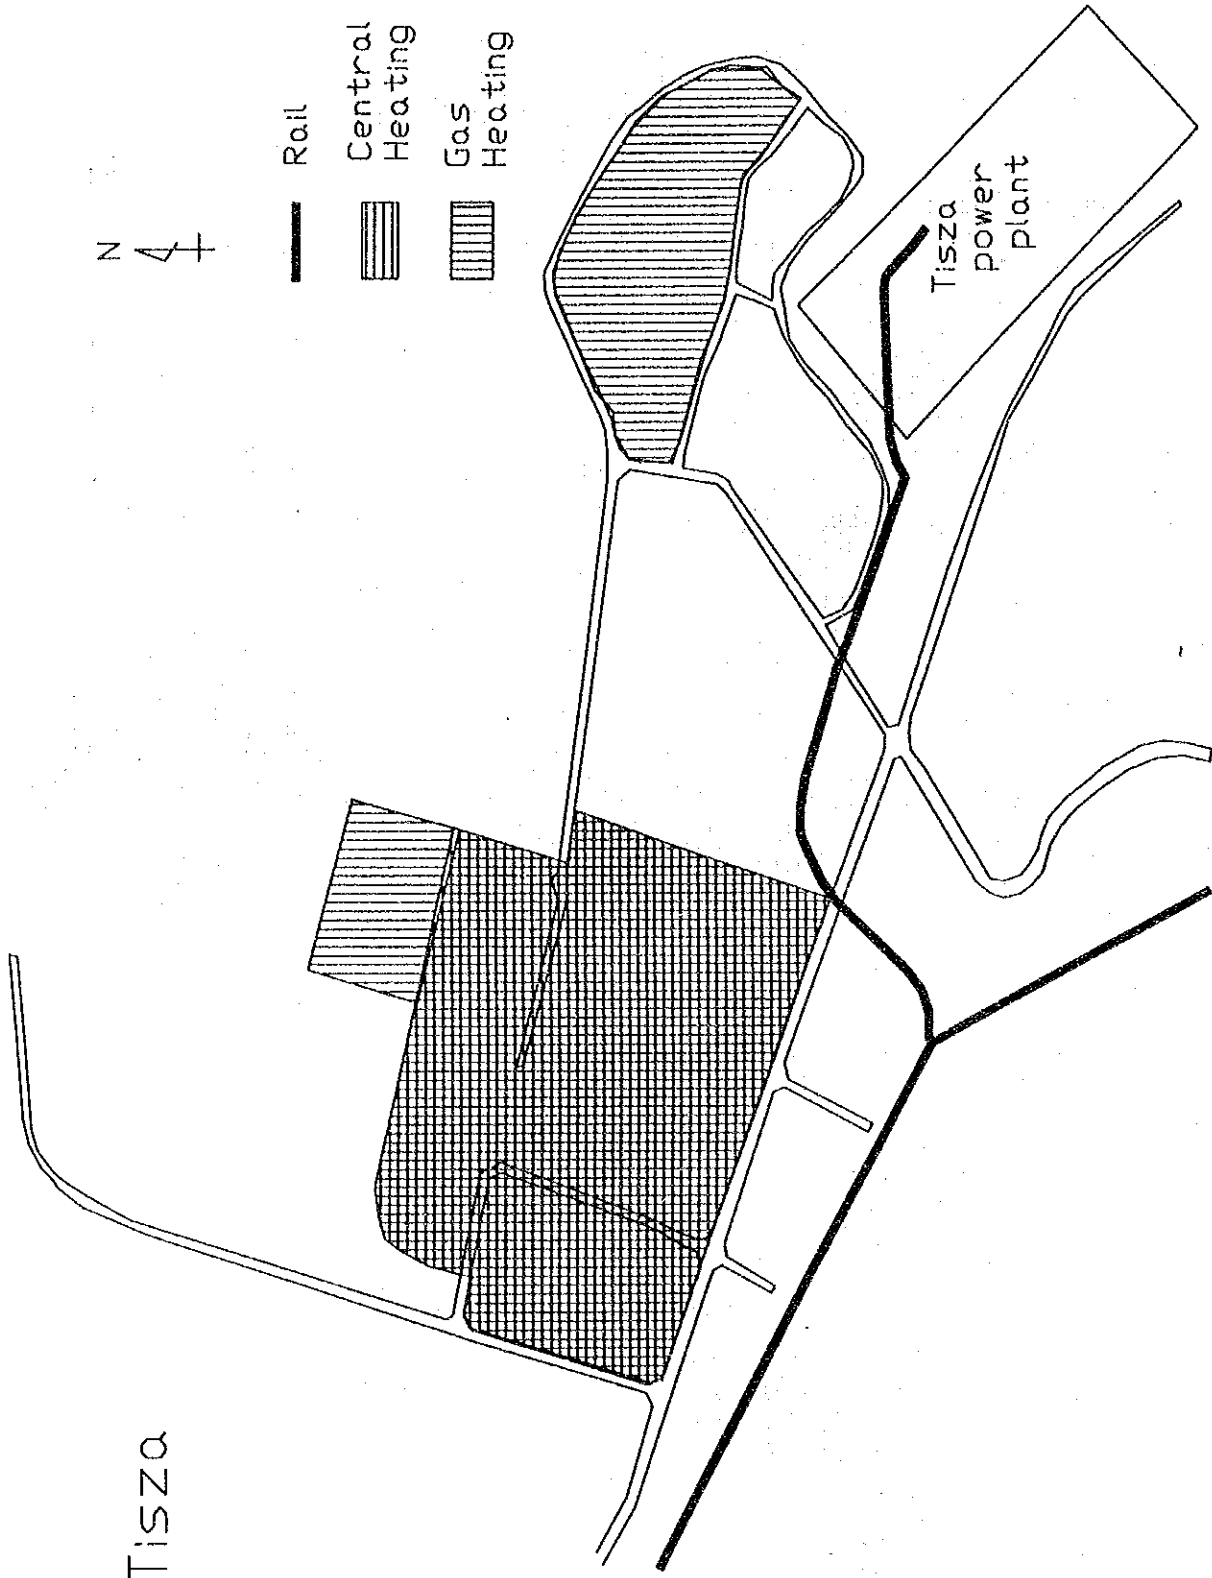 Tisza
N
Rail
Central
Heating
Gas
Heating
Tisza
power
plant